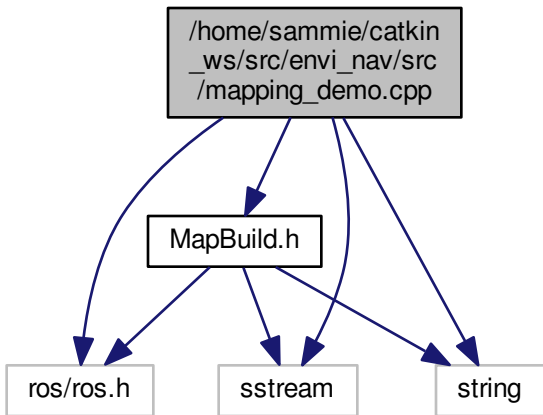 /home/sammie/catkin
_ws/src/envi_nav/src
/mapping_demo.cpp
MapBuild.h
ros/ros.h
sstream
string